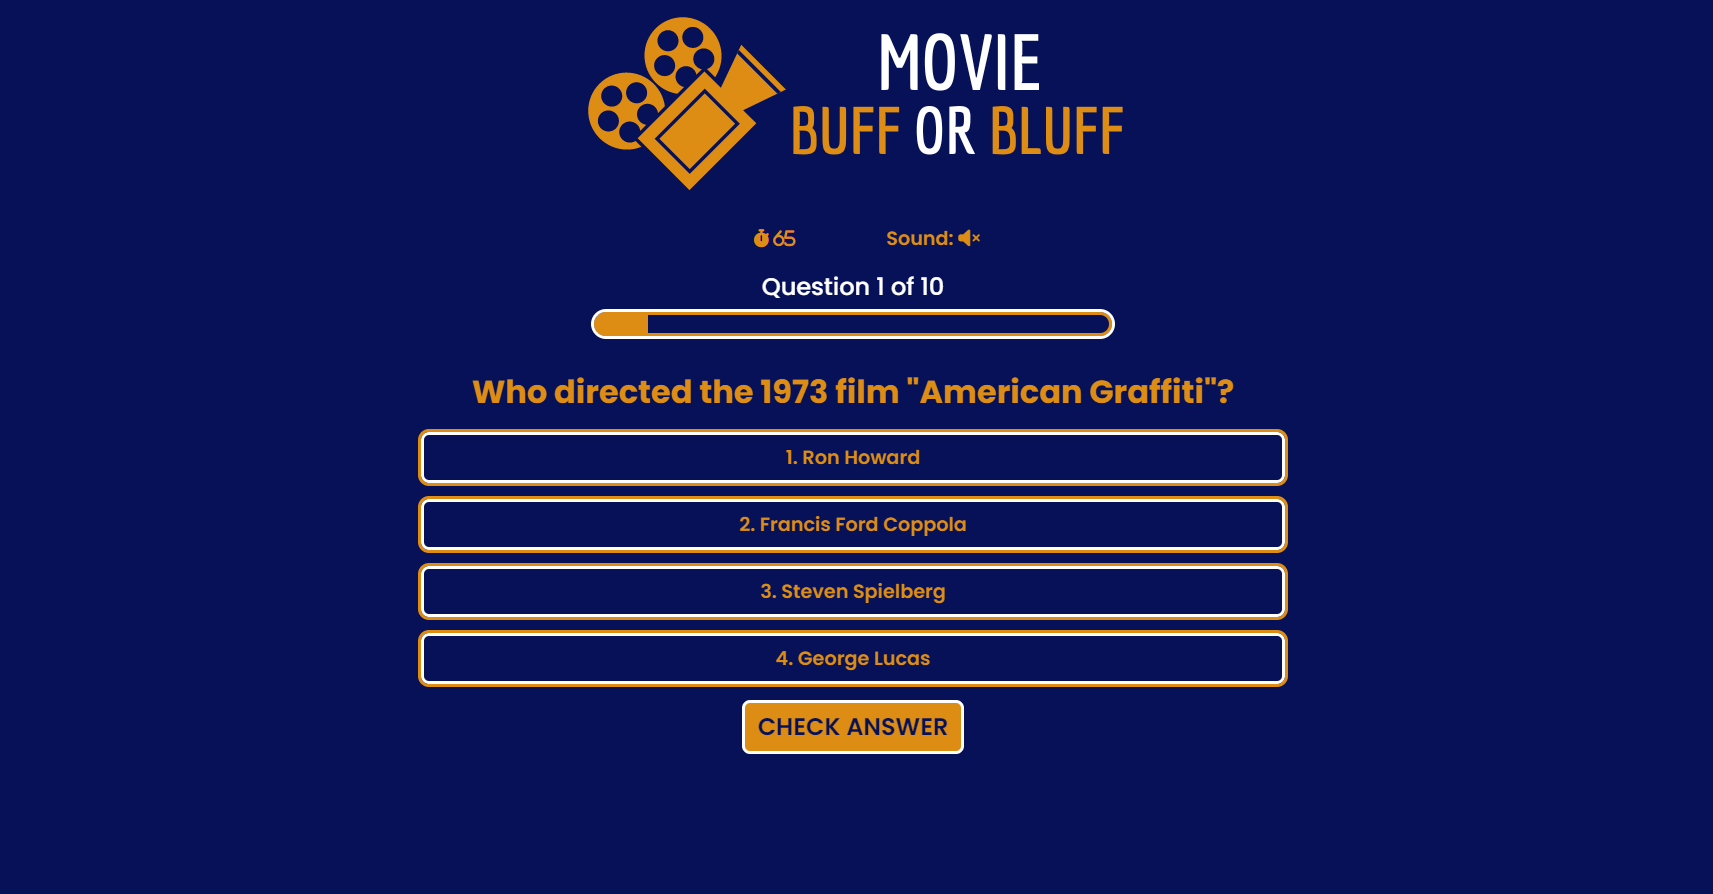 MOVIE
BUFF OR BLUFF
65
Sound:
Question 1 of 10
Who directed the 1973 film "American Graffiti"?
1. Ron Howard
2. Francis Ford Coppola
3. Steven Spielberg
4. George Lucas
CHECK ANSWER